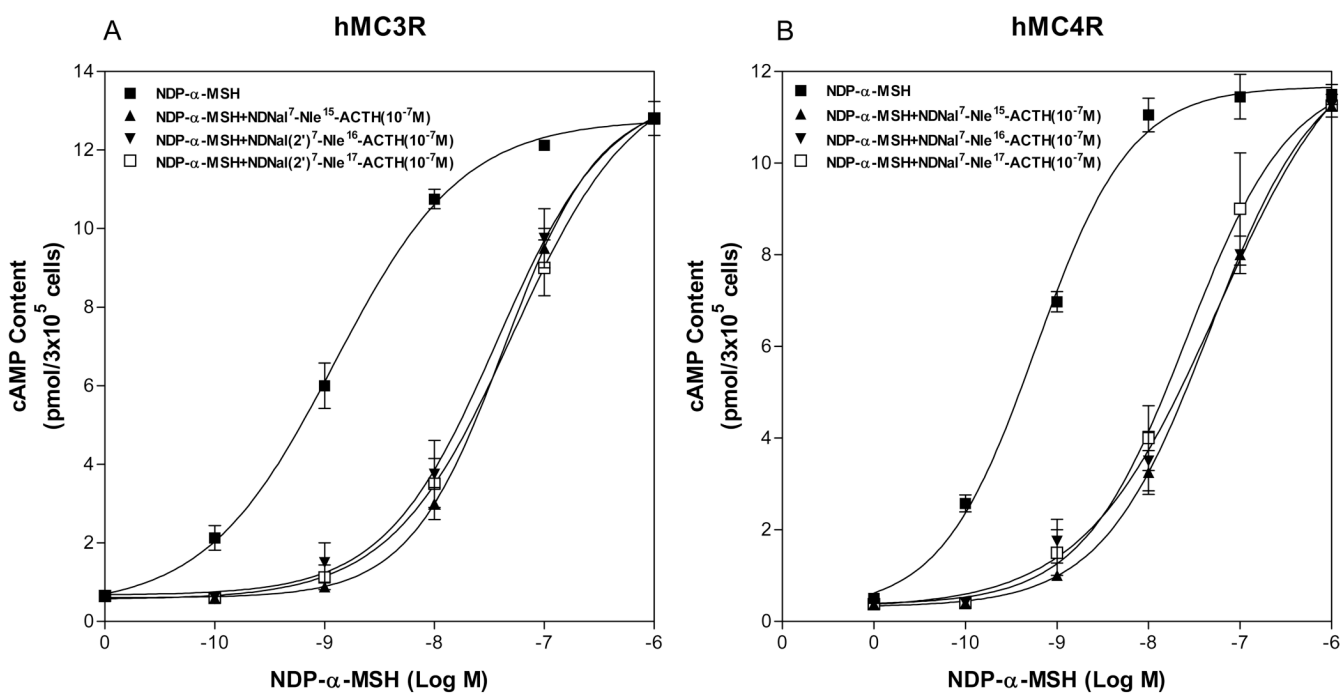 A
hMC3R
14
12
10
8
6
4
2
0
cAMP Content
(pmol/3x10⁵ cells)
NDP-α-MSH
NDP-α-MSH+NDNal⁷-Nle¹⁵-ACTH(10⁻⁷M)
NDP-α-MSH+NDNal(2')⁷-Nle¹⁶-ACTH(10⁻⁷M)
NDP-α-MSH+NDNal(2')⁷-Nle¹⁷-ACTH(10⁻⁷M)
0 -10 -9 -8 -7 -6
NDP-α-MSH (Log M)
B
hMC4R
12
10
8
6
4
2
0
cAMP Content
(pmol/3x10⁵ cells)
NDP-α-MSH
NDP-α-MSH+NDNal⁷-Nle¹⁵-ACTH(10⁻⁷M)
NDP-α-MSH+NDNal⁷-Nle¹⁶-ACTH(10⁻⁷M)
NDP-α-MSH+NDNal⁷-Nle¹⁷-ACTH(10⁻⁷M)
0 0 -10 -9 -8 -7 -6
NDP-α-MSH (Log M)